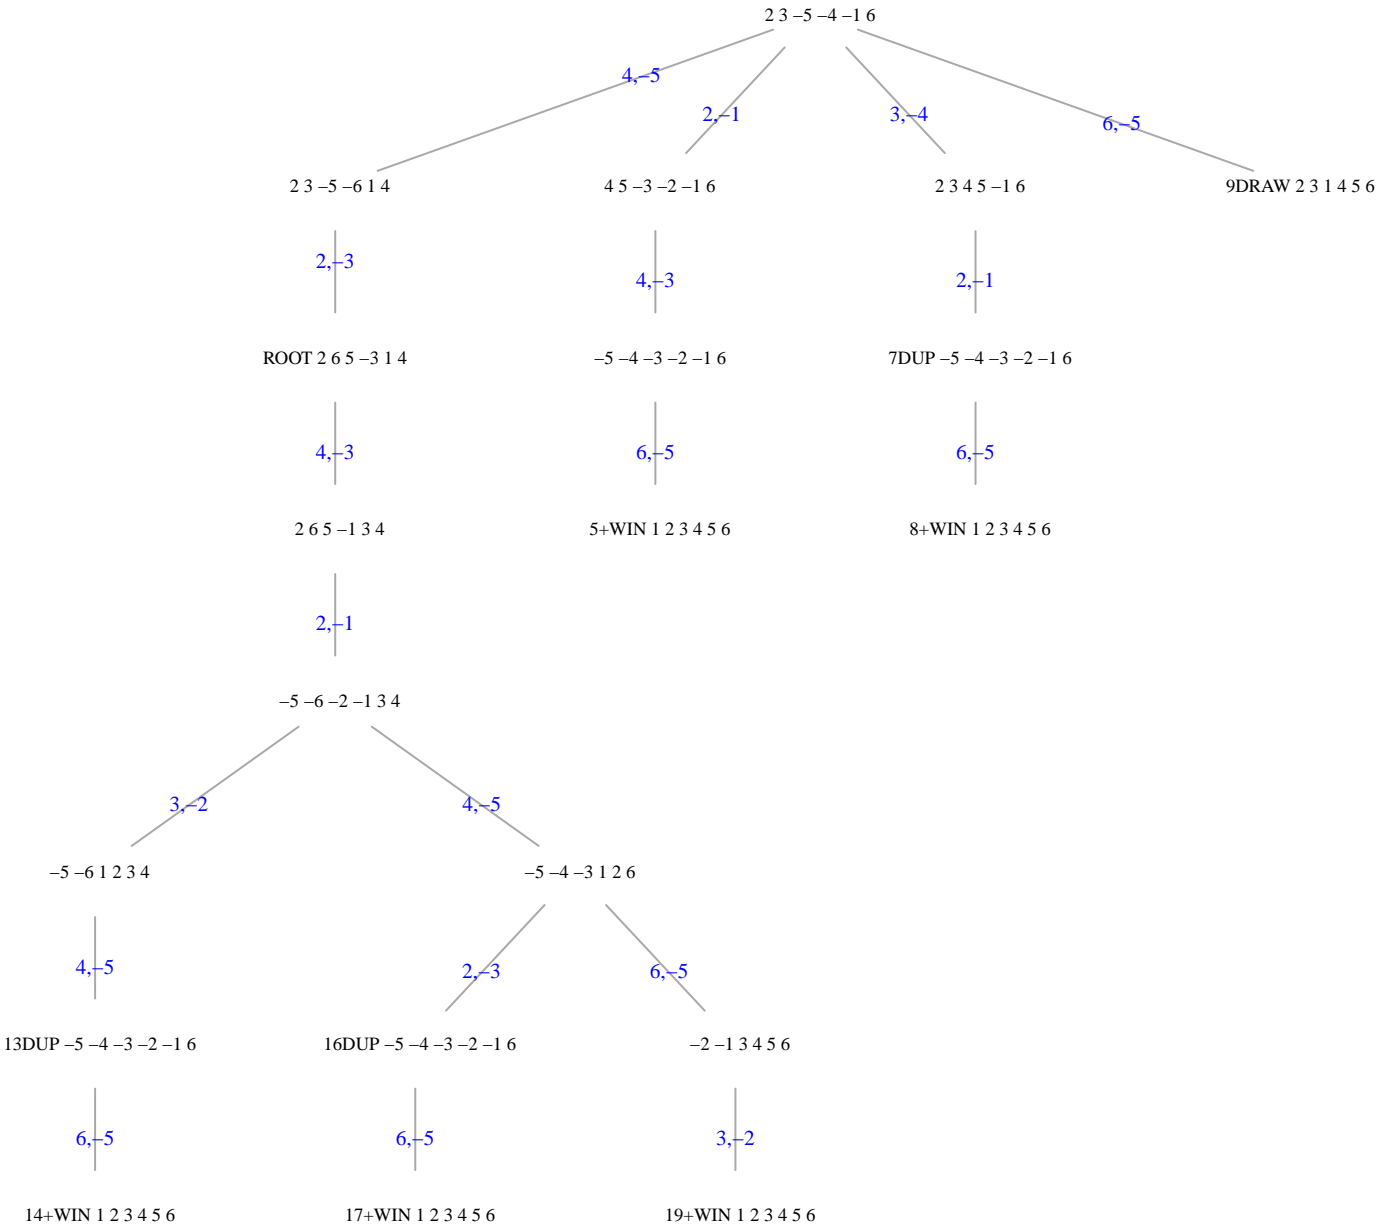 2 3 –5 –4 –1 6
4,–5
2,–1
3,–4
6,–5
2 3 –5 –6 1 4
4 5 –3 –2 –1 6
2 3 4 5 –1 6
9DRAW 2 3 1 4 5 6
2,–3
4,–3
2,–1
ROOT 2 6 5 –3 1 4
–5 –4 –3 –2 –1 6
7DUP –5 –4 –3 –2 –1 6
4,–3
6,–5
6,–5
2 6 5 –1 3 4
5+WIN 1 2 3 4 5 6
8+WIN 1 2 3 4 5 6
2,–1
–5 –6 –2 –1 3 4
3,–2
4,–5
–5 –6 1 2 3 4
–5 –4 –3 1 2 6
4,–5
2,–3
6,–5
13DUP –5 –4 –3 –2 –1 6
16DUP –5 –4 –3 –2 –1 6
–2 –1 3 4 5 6
6,–5
6,–5
3,–2
14+WIN 1 2 3 4 5 6
17+WIN 1 2 3 4 5 6
19+WIN 1 2 3 4 5 6